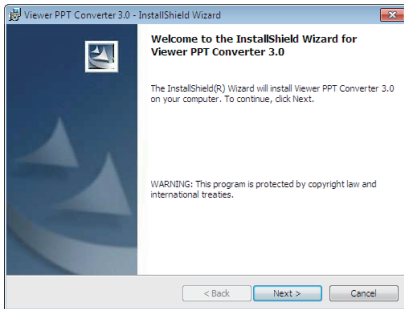 Viewer PPT Converter 3.0 - InstallShield Wizard
Welcome to the InstallShield Wizard for
Viewer PPT Converter 3.0
The InstallShield(R) Wizard will install Viewer PPT Converter 3.0
on your computer. To continue, click Next.
WARNING: This program is protected by copyright law and
international treaties.
< Back
Next >
Cancel